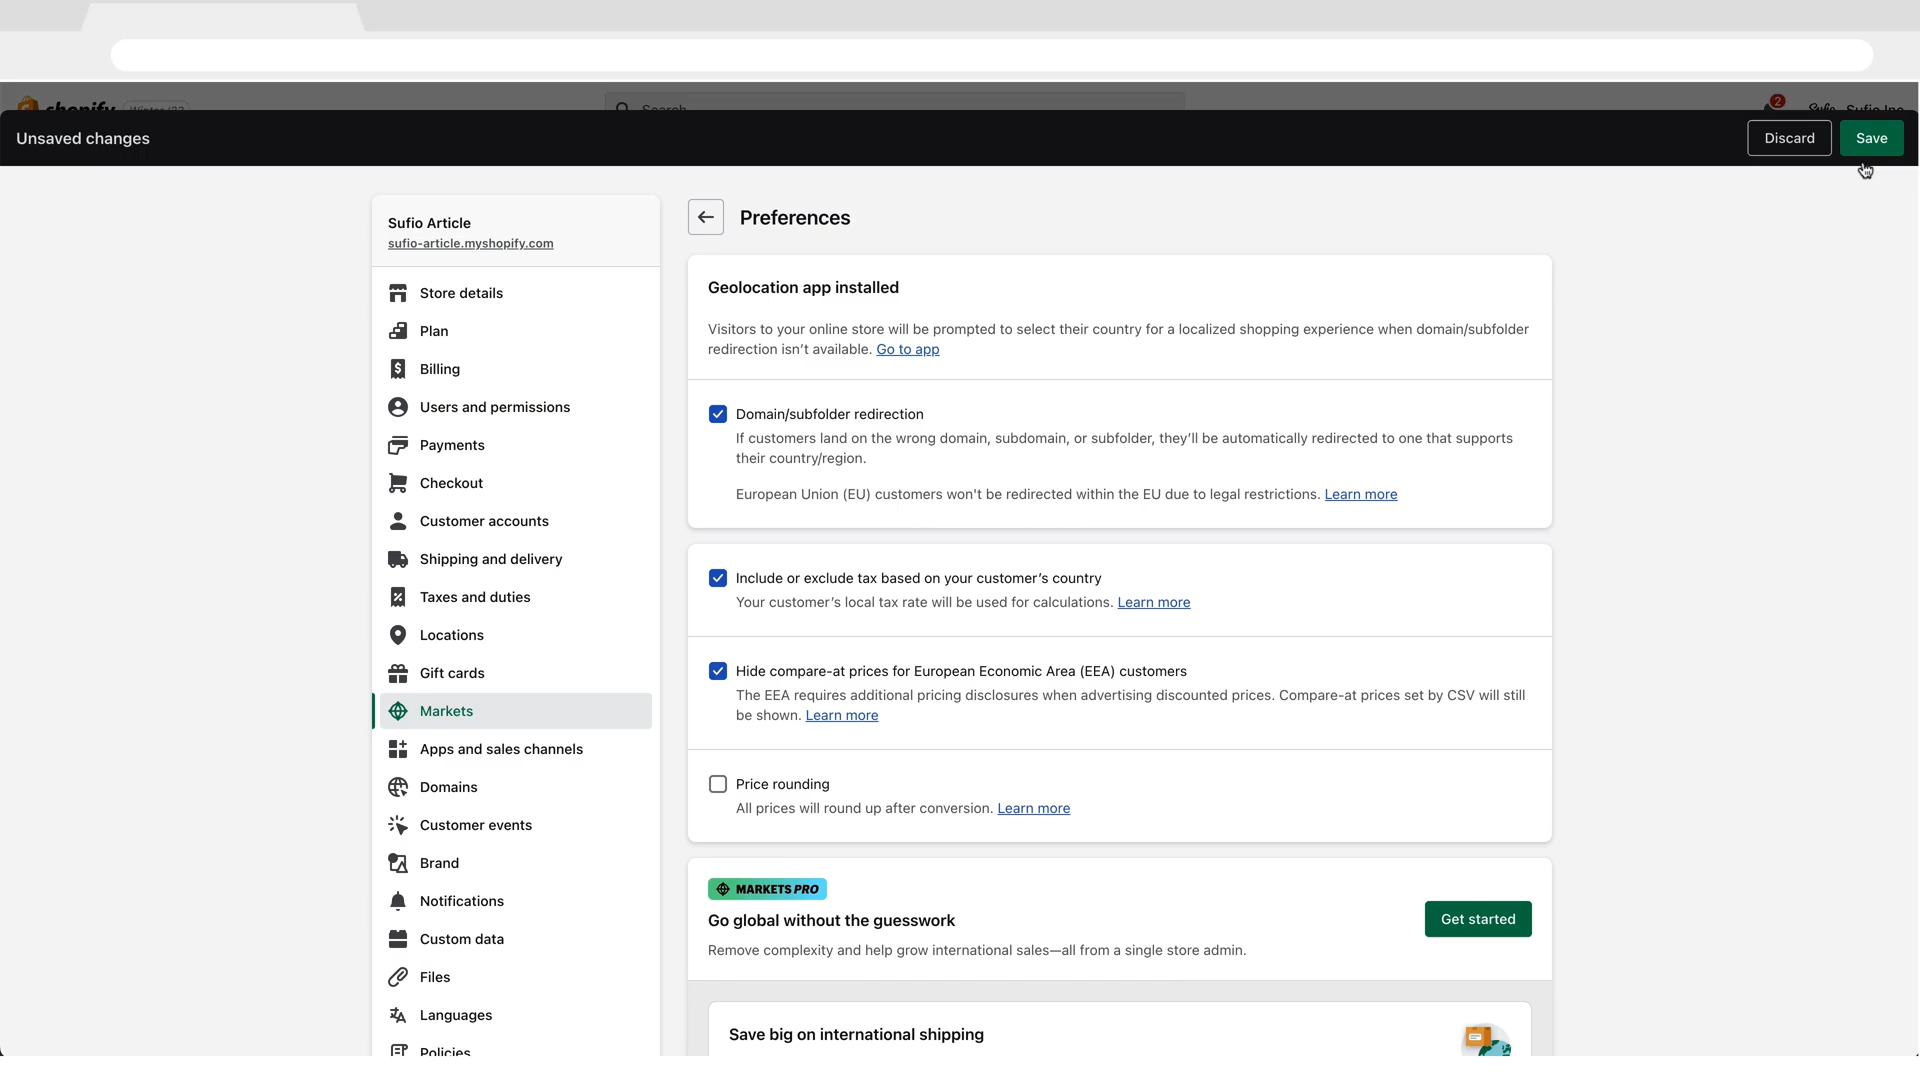 shopify Winter '23
Search
2
Sufio Sufio Inc
Unsaved changes
Discard
Save
Sufio Article
sufio-article.myshopify.com
Store details
Plan
Billing
Users and permissions
Payments
Checkout
Customer accounts
Shipping and delivery
Taxes and duties
Locations
Gift cards
Markets
Apps and sales channels
Domains
Customer events
Brand
Notifications
Custom data
Files
Languages
Policies
Preferences
Geolocation app installed
Visitors to your online store will be prompted to select their country for a localized shopping experience when domain/subfolder
redirection isn’t available. Go to app
Domain/subfolder redirection
If customers land on the wrong domain, subdomain, or subfolder, they’ll be automatically redirected to one that supports
their country/region.
European Union (EU) customers won't be redirected within the EU due to legal restrictions. Learn more
Include or exclude tax based on your customer’s country
Your customer’s local tax rate will be used for calculations. Learn more
Hide compare-at prices for European Economic Area (EEA) customers
The EEA requires additional pricing disclosures when advertising discounted prices. Compare-at prices set by CSV will still
be shown. Learn more
Price rounding
All prices will round up after conversion. Learn more
MARKETS PRO
Go global without the guesswork
Remove complexity and help grow international sales—all from a single store admin.
Get started
Save big on international shipping